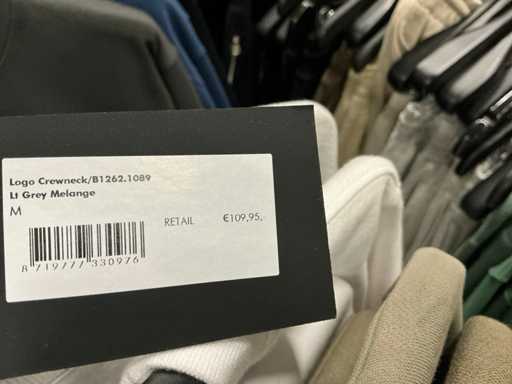 Logo Crewneck/B1262.1089
Lt Grey Melange
M
RETAIL €109,95,
8 719777 330976